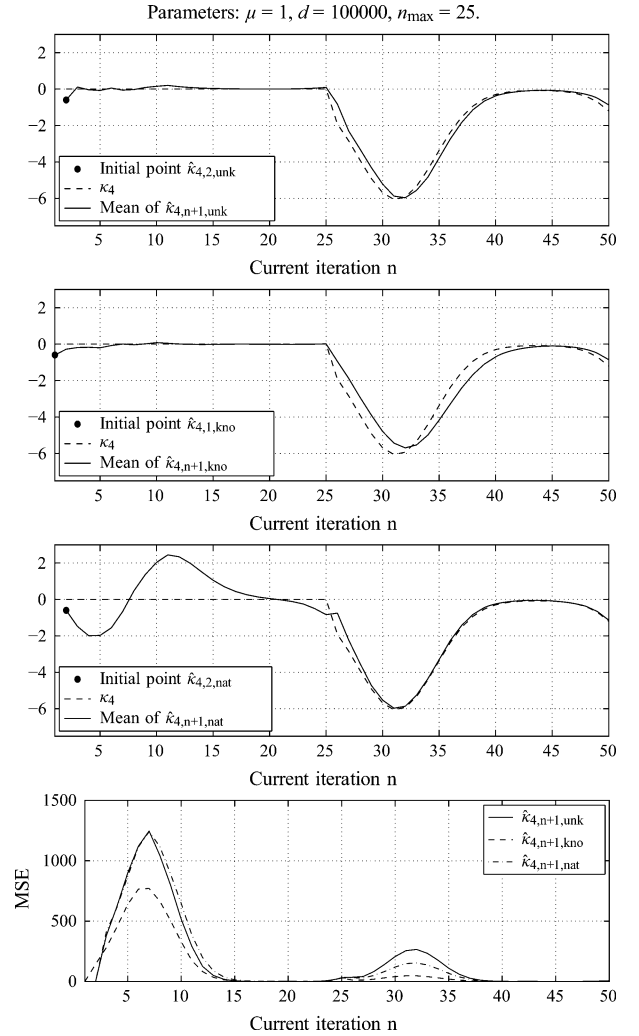 Parameters: μ = 1, d = 100000, n_max = 25.
2
0
−2
−4
−6
Initial point κ̂_4,2,unk
κ_4
Mean of κ̂_4,n+1,unk
5 10 15 20 25 30 35 40 45 50
Current iteration n
2
0
−2
−4
−6
Initial point κ̂_4,1,kno
κ_4
Mean of κ̂_4,n+1,kno
5 10 15 20 25 30 35 40 45 50
Current iteration n
2
0
−2
−4
−6
Initial point κ̂_4,2,nat
κ_4
Mean of κ̂_4,n+1,nat
5 10 15 20 25 30 35 40 45 50
Current iteration n
1500
1000
500
0
MSE
κ̂_4,n+1,unk
κ̂_4,n+1,kno
κ̂_4,n+1,nat
5 10 15 20 25 30 35 40 45 50
Current iteration n